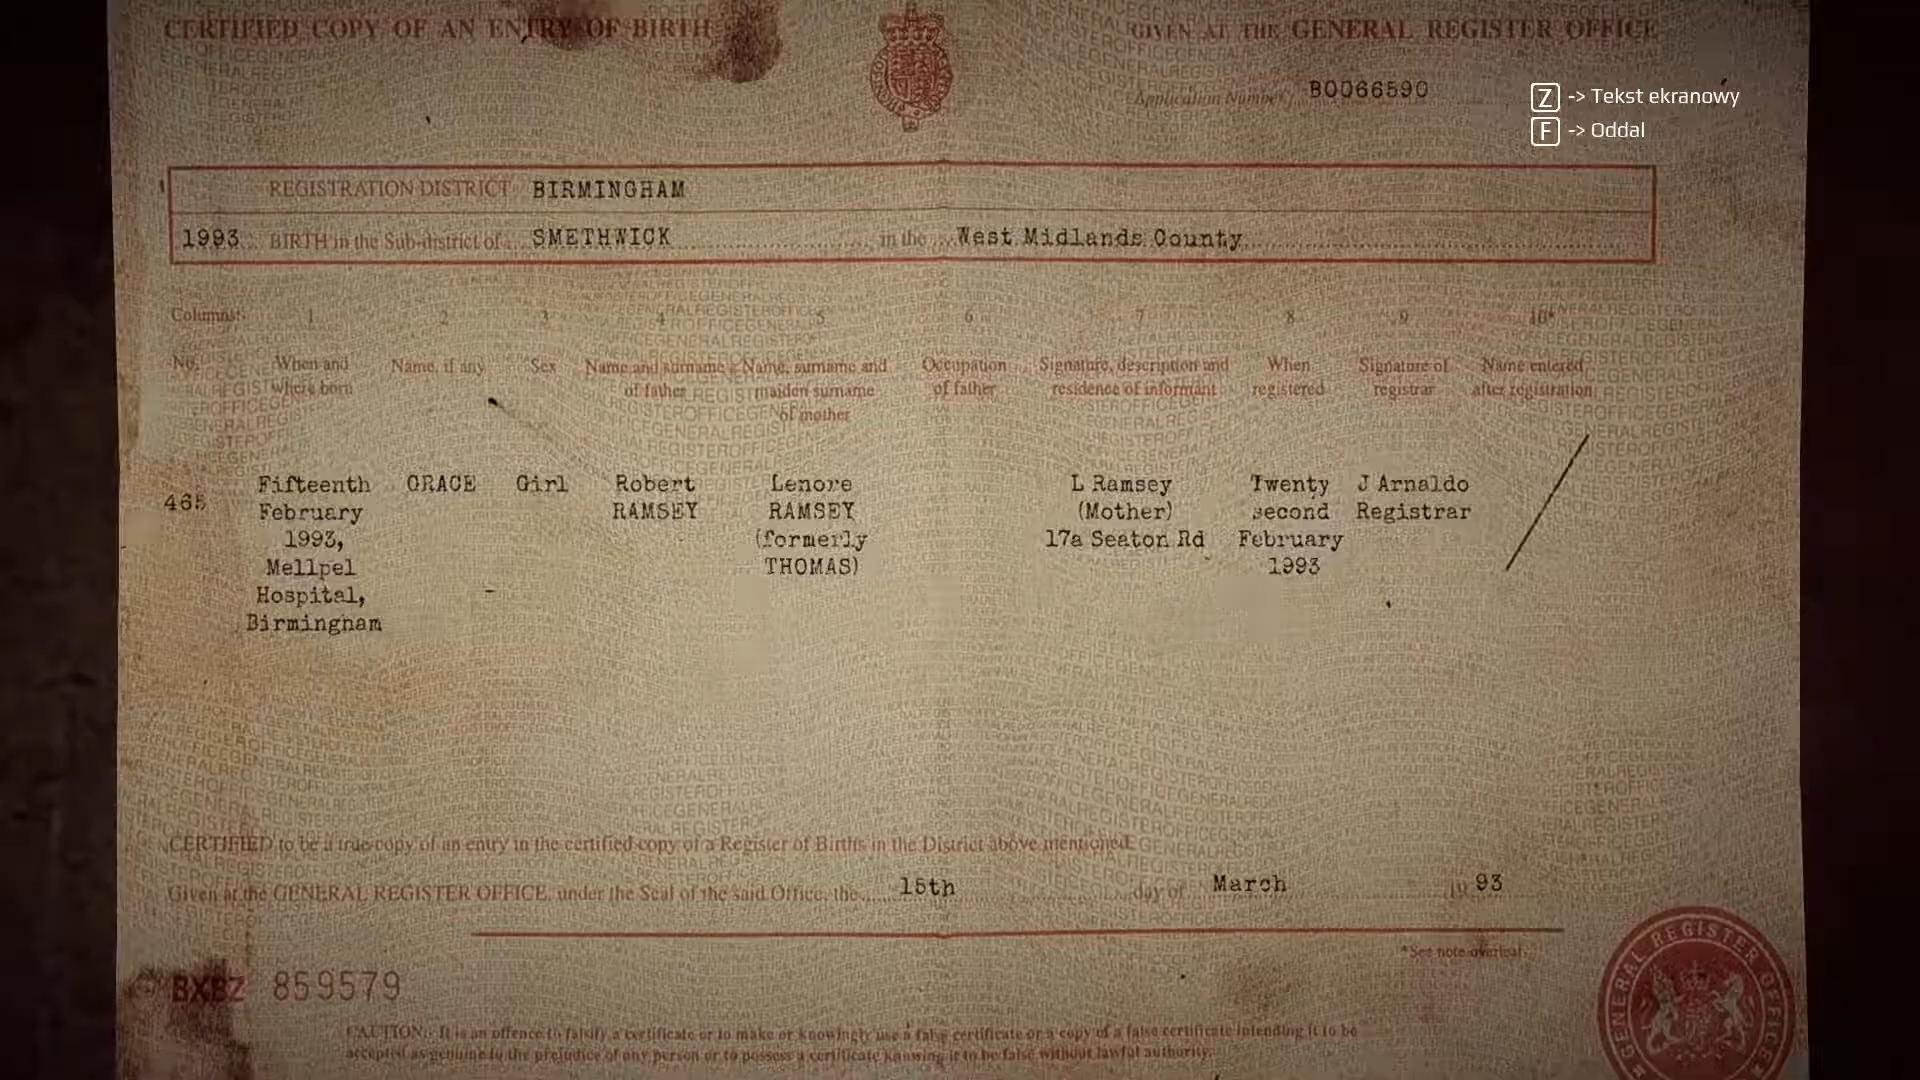 CERTIFIED COPY OF AN ENTRY OF BIRTH
GIVEN AT THE GENERAL REGISTER OFFICE
Application Number BO066590
Z -> Tekst ekranowy
F -> Oddal
REGISTRATION DISTRICT BIRMINGHAM
1993 BIRTH in the Sub-district of SMETHWICK in the West Midlands County
Columns:- 1 2 3 4 5 6 7 8 9 10*
No. When and Name, if any Sex Name and surname Name, surname and Occupation Signature, description and When Signature of Name entered
where born of father maiden surname of father residence of informant registered registrar after registration
of mother
465 Fifteenth GRACE Girl Robert Lenore L Ramsey Twenty J Arnaldo
February RAMSEY RAMSEY (Mother) second Registrar
1993, (formerly 17a Seaton Rd February
Mellpel THOMAS) 1993
Hospital,
Birmingham
CERTIFIED to be a true copy of an entry in the certified copy of a Register of Births in the District above mentioned.
Given at the GENERAL REGISTER OFFICE, under the Seal of the said Office, the 15th day of March 19 93
*See note overleaf
BXBZ 859579
CAUTION:- It is an offence to falsify a certificate or to make or knowingly use a false certificate or a copy of a false certificate intending it to be
accepted as genuine to the prejudice of any person or to possess a certificate knowing it to be false without lawful authority.
GENERAL REGISTER OFFICE